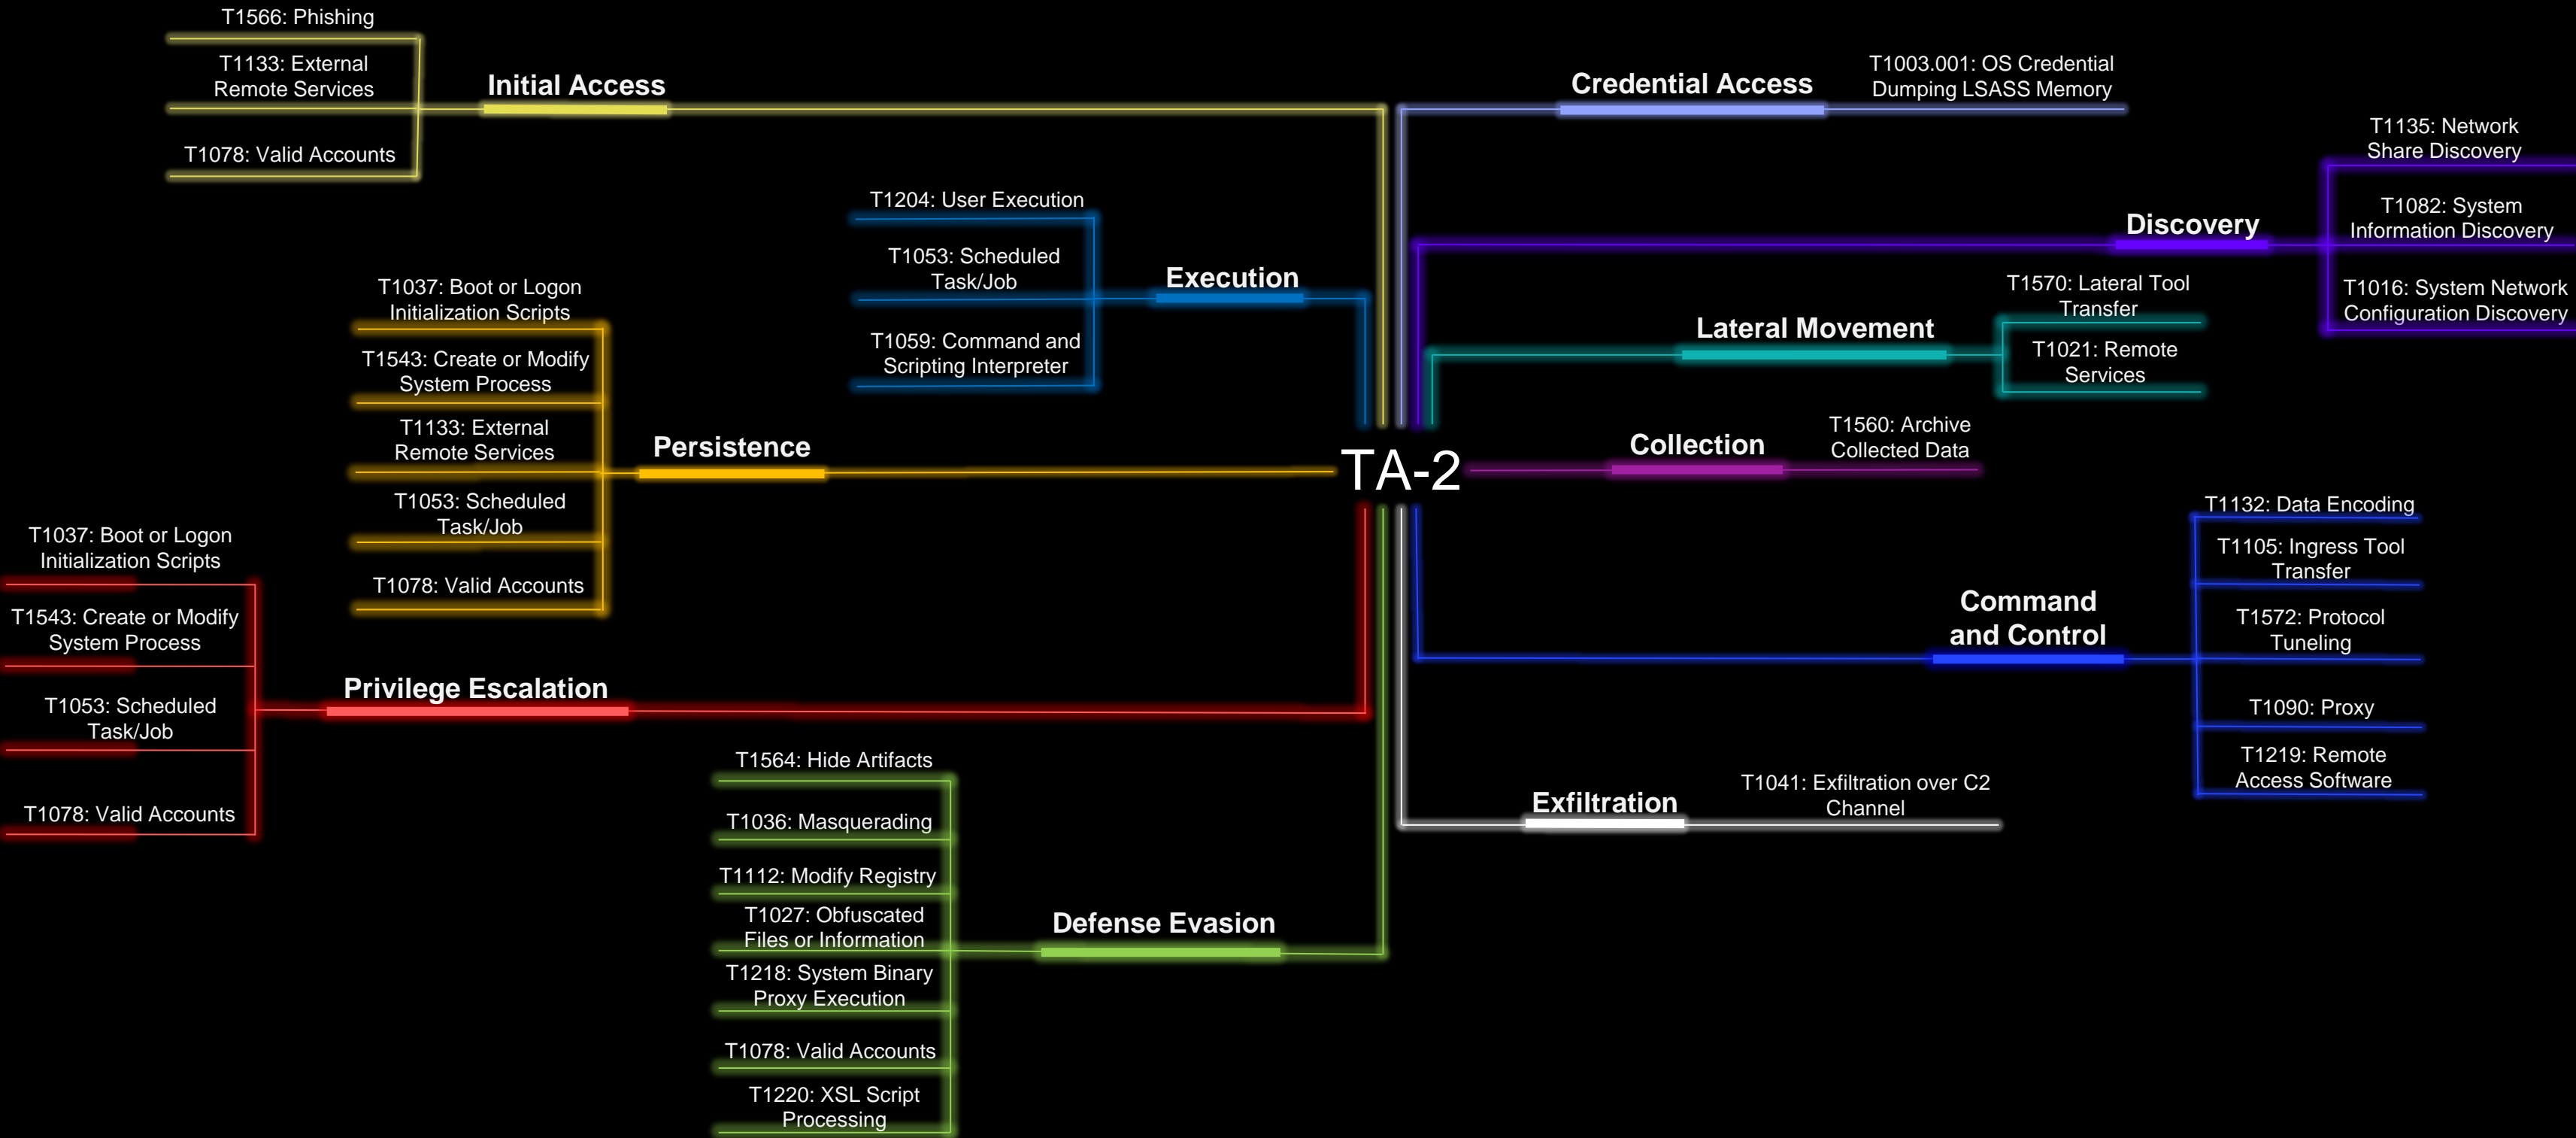 T1566: Phishing
T1133: External
Remote Services
T1078: Valid Accounts
Initial Access
T1204: User Execution
T1053: Scheduled
Task/Job
T1059: Command and
Scripting Interpreter
Execution
T1037: Boot or Logon
Initialization Scripts
T1543: Create or Modify
System Process
T1133: External
Remote Services
T1053: Scheduled
Task/Job
T1078: Valid Accounts
Persistence
T1037: Boot or Logon
Initialization Scripts
T1543: Create or Modify
System Process
T1053: Scheduled
Task/Job
T1078: Valid Accounts
Privilege Escalation
T1564: Hide Artifacts
T1036: Masquerading
T1112: Modify Registry
T1027: Obfuscated
Files or Information
T1218: System Binary
Proxy Execution
T1078: Valid Accounts
T1220: XSL Script
Processing
Defense Evasion
TA-2
Credential Access
T1003.001: OS Credential
Dumping LSASS Memory
Discovery
T1135: Network
Share Discovery
T1082: System
Information Discovery
T1016: System Network
Configuration Discovery
Lateral Movement
T1570: Lateral Tool
Transfer
T1021: Remote
Services
Collection
T1560: Archive
Collected Data
Command
and Control
T1132: Data Encoding
T1105: Ingress Tool
Transfer
T1572: Protocol
Tuneling
T1090: Proxy
T1219: Remote
Access Software
Exfiltration
T1041: Exfiltration over C2
Channel